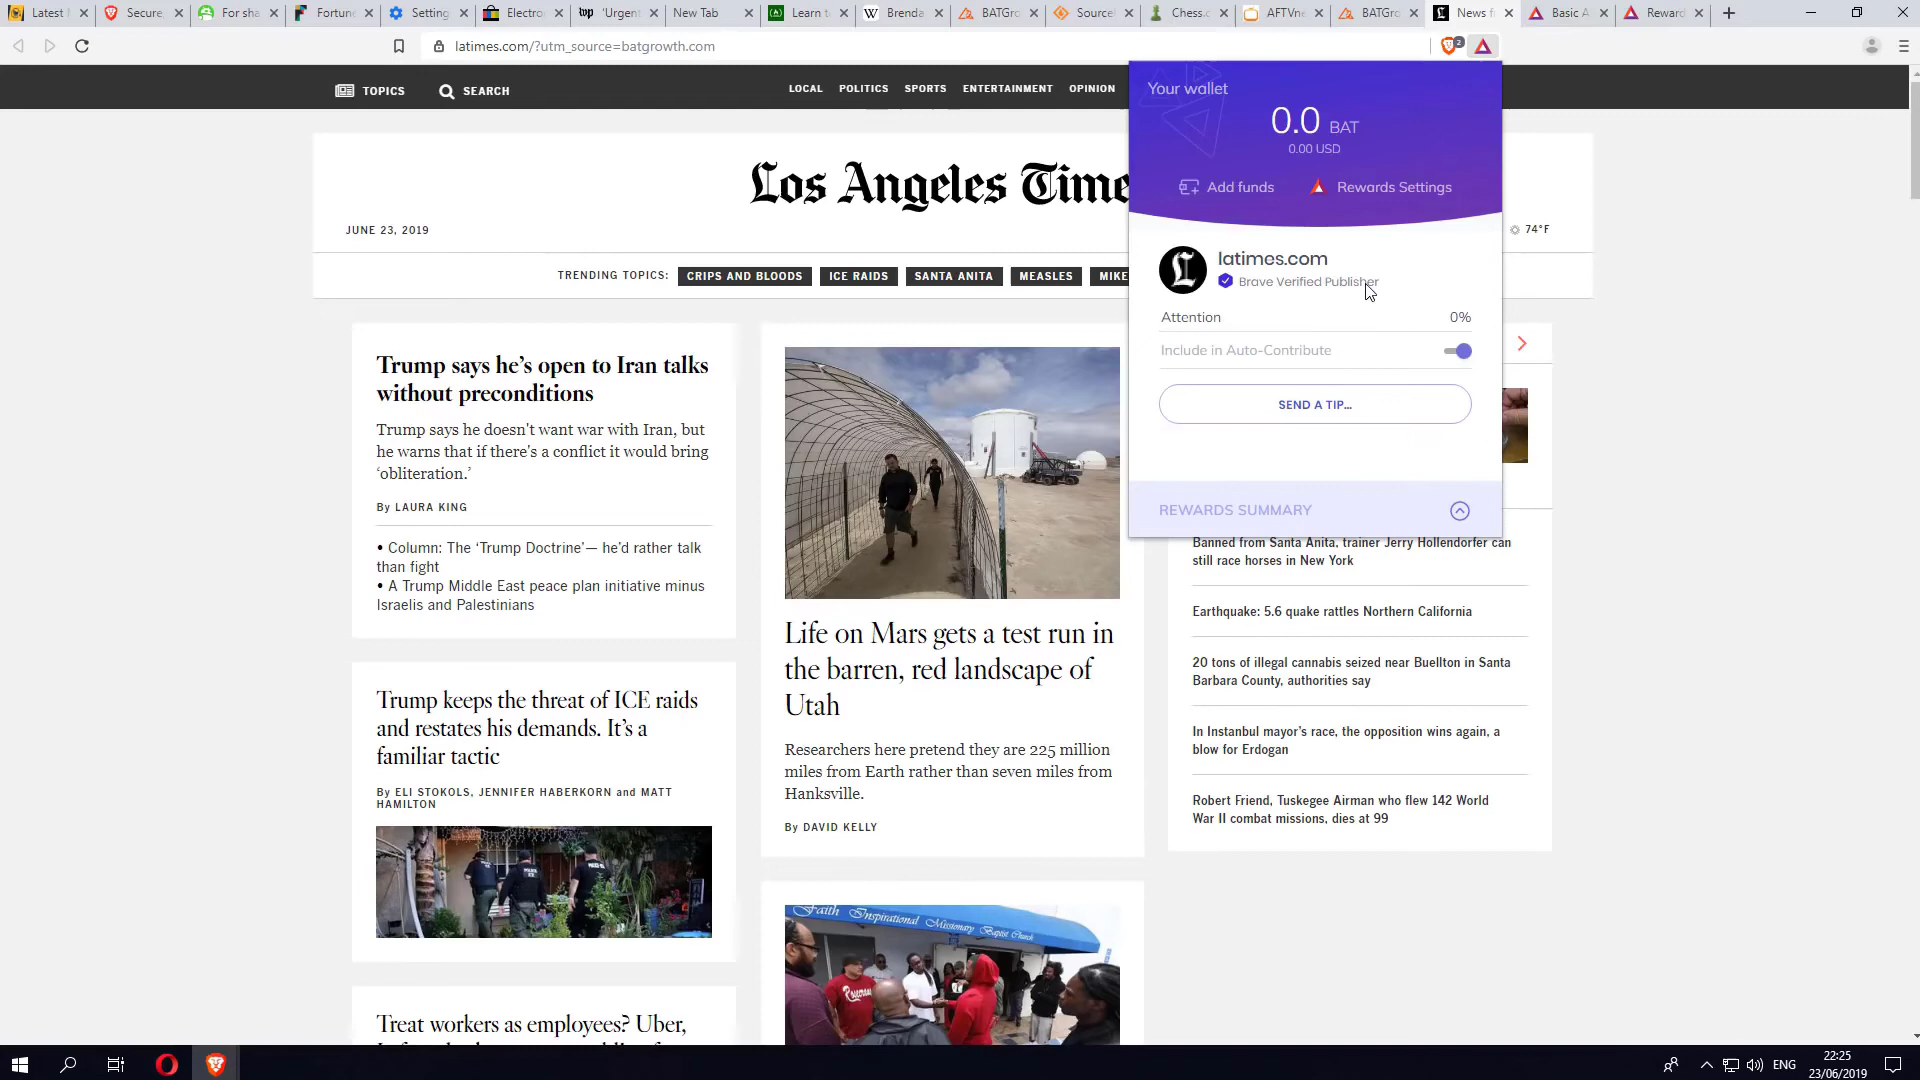 Latest
Secure
For sha
Fortune
Setting
Electro
wp 'Urgent
New Tab
Learn t
W Brenda
BATGro
Source
Chess.c
AFTVne
BATGro
News f
Basic A
Reward
latimes.com/?utm_source=batgrowth.com
2
TOPICS
SEARCH
LOCAL POLITICS SPORTS ENTERTAINMENT OPINION
Los Angeles Time
JUNE 23, 2019
74°F
TRENDING TOPICS: CRIPS AND BLOODS ICE RAIDS SANTA ANITA MEASLES MIKE
Your wallet
0.0 BAT
0.00 USD
Add funds
Rewards Settings
latimes.com
Brave Verified Publisher
Attention 0%
Include in Auto-Contribute
SEND A TIP...
REWARDS SUMMARY
Trump says he's open to Iran talks
without preconditions
Trump says he doesn't want war with Iran, but
he warns that if there's a conflict it would bring
‘obliteration.’
By LAURA KING
• Column: The ‘Trump Doctrine’— he’d rather talk
than fight
• A Trump Middle East peace plan initiative minus
Israelis and Palestinians
Trump keeps the threat of ICE raids
and restates his demands. It’s a
familiar tactic
By ELI STOKOLS, JENNIFER HABERKORN and MATT
HAMILTON
POLICE
ICE
Treat workers as employees? Uber,
Life on Mars gets a test run in
the barren, red landscape of
Utah
Researchers here pretend they are 225 million
miles from Earth rather than seven miles from
Hanksville.
By DAVID KELLY
Faith Inspirational Missionary Baptist Church
Banned from Santa Anita, trainer Jerry Hollendorfer can
still race horses in New York
Earthquake: 5.6 quake rattles Northern California
20 tons of illegal cannabis seized near Buellton in Santa
Barbara County, authorities say
In Instanbul mayor’s race, the opposition wins again, a
blow for Erdogan
Robert Friend, Tuskegee Airman who flew 142 World
War II combat missions, dies at 99
ENG
22:25
23/06/2019